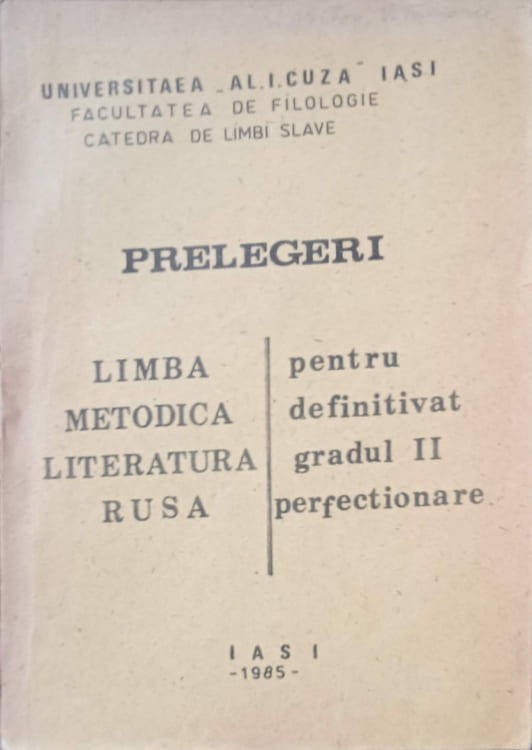 UNIVERSITAEA „AL.I.CUZA” IAȘI
FACULTATEA DE FILOLOGIE
CATEDRA DE LIMBI SLAVE
PRELEGERI
LIMBA
METODICA
LITERATURA
RUSA
pentru
definitivat
gradul II
perfectionare
IASI
-1985-